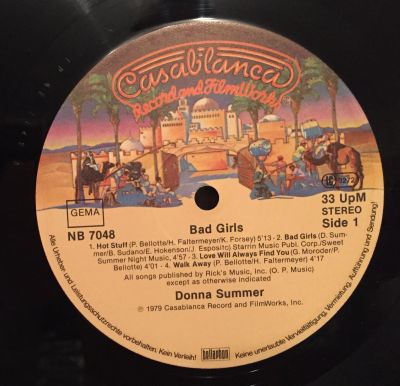 Casablanca
Record and FilmWorks
GEMA
NB 7048
LC 7272
33 UpM
STEREO
Side 1
Bad Girls
1. Hot Stuff (P. Bellotte/H. Faltermeyer/K. Forsey) 5'13 - 2. Bad Girls (D. Sum-
mer/B. Sudano/E. Hokenson/J. Esposito) Starrin Music Publ. Corp./Sweet
Summer Night Music. 4'57 - 3. Love Will Always Find You (G. Moroder/P.
Bellotte) 4'01 - 4. Walk Away (P. Bellotte/H Faltermeyer) 4'15
All songs published by Rick's Music, Inc. (O. P. Music)
except as otherwise indicated
Donna Summer
℗ 1979 Casablanca Record and FilmWorks, Inc.
Alle Urheber und Leistungsschutzrechte vorbehalten. Kein Verleih!
bellaphon
Keine unerlaubte Vervielfältigung, Vermietung, Aufführung und Sendung!